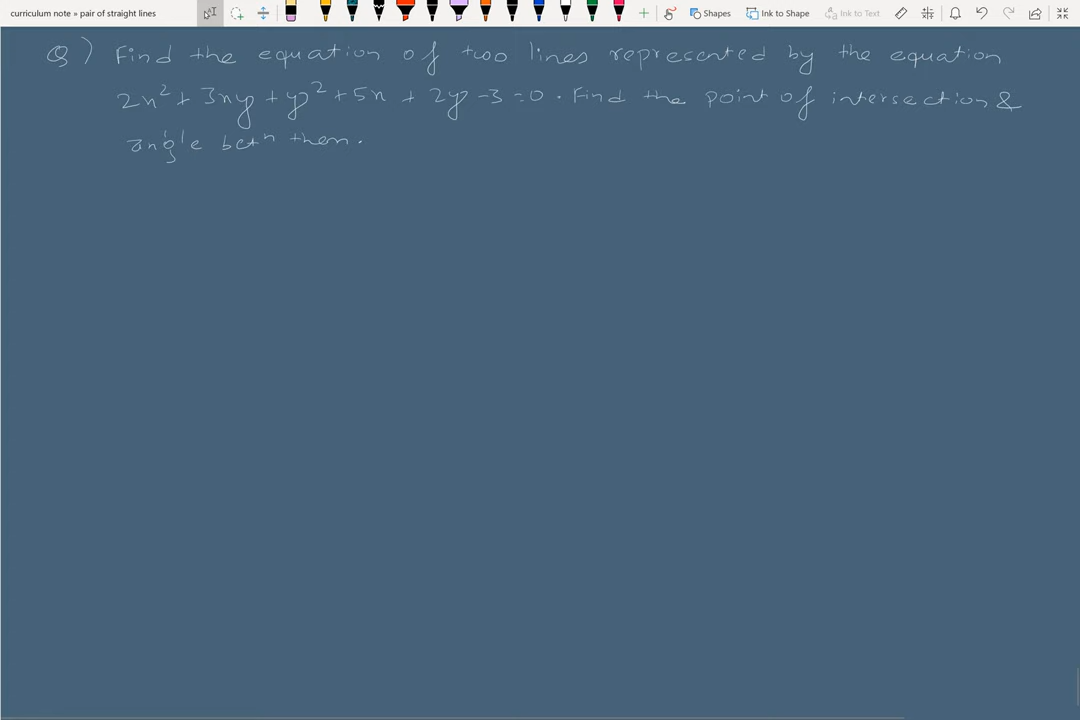 curriculum note » pair of straight lines
Shapes Ink to Shape Ink to Text
Q) Find the equation of two lines represented by the equation
2x² + 3xy + y² + 5x + 2y - 3 = 0. Find the point of intersection &
angle betn them.